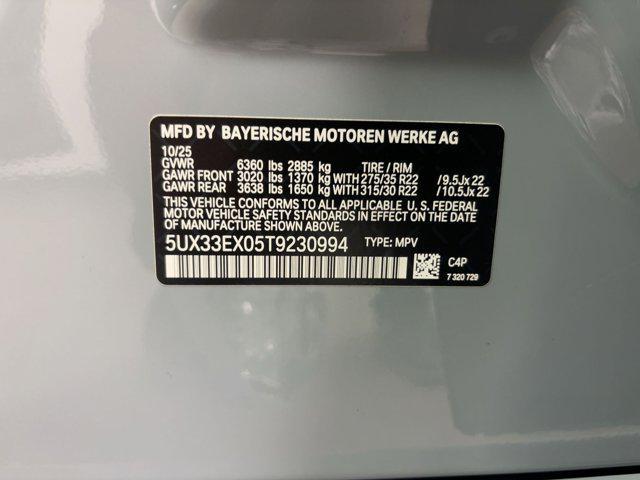 MFD BY BAYERISCHE MOTOREN WERKE AG
10/25
GVWR 6360 lbs 2885 kg TIRE / RIM
GAWR FRONT 3020 lbs 1370 kg WITH 275/35 R22 /9.5Jx 22
GAWR REAR 3638 lbs 1650 kg WITH 315/30 R22 /10.5Jx 22
THIS VEHICLE CONFORMS TO ALL APPLICABLE U. S. FEDERAL
MOTOR VEHICLE SAFETY STANDARDS IN EFFECT ON THE DATE
OF MANUFACTURE SHOWN ABOVE.
5UX33EX05T9230994 TYPE: MPV
C4P
7 320 729